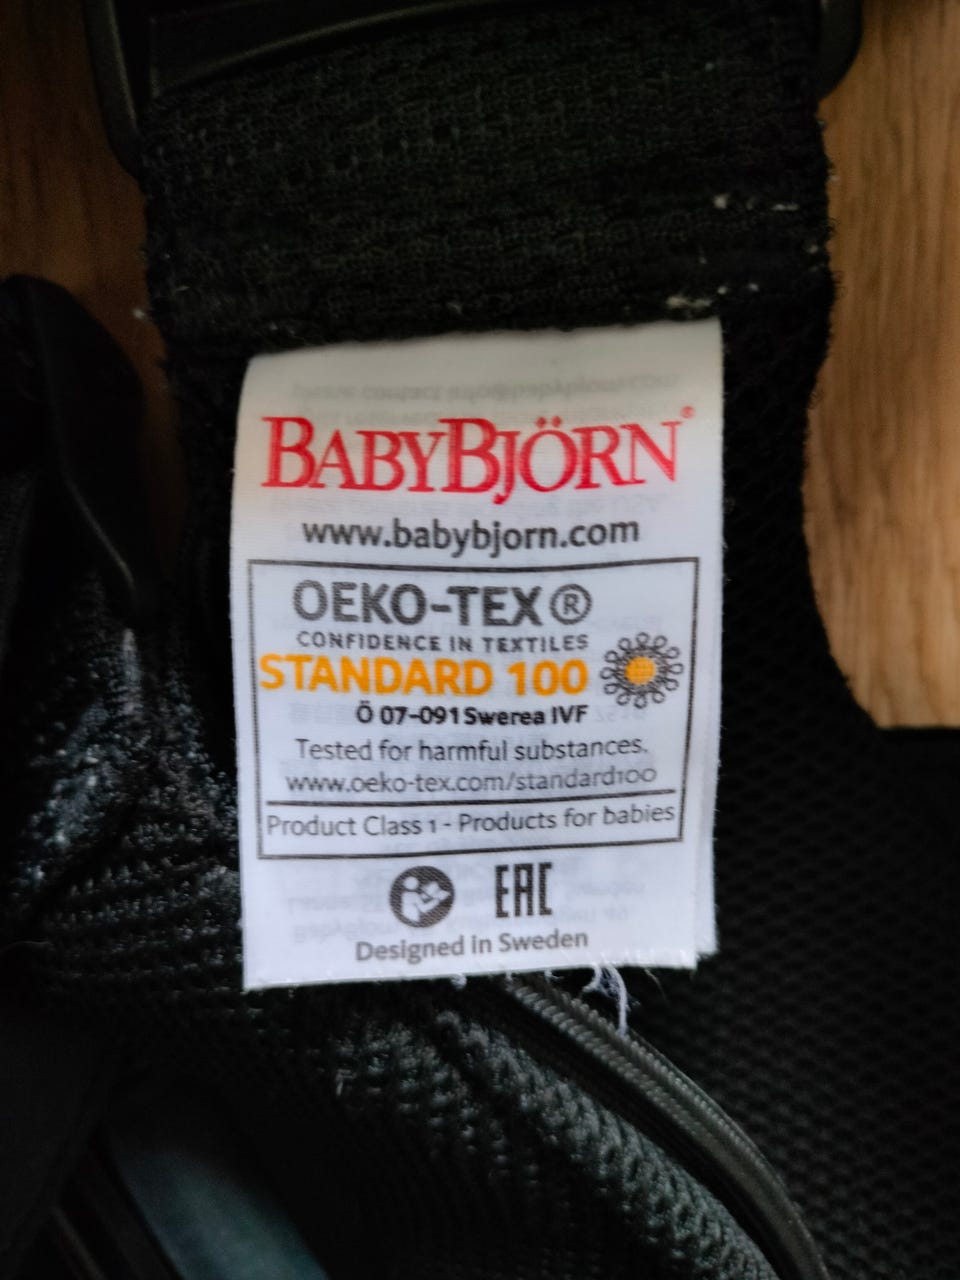 BABYBJÖRN®
www.babybjorn.com
OEKO-TEX®
CONFIDENCE IN TEXTILES
STANDARD 100
Ö 07-091 Swerea IVF
Tested for harmful substances.
www.oeko-tex.com/standard100
Product Class 1 - Products for babies
EAC
Designed in Sweden